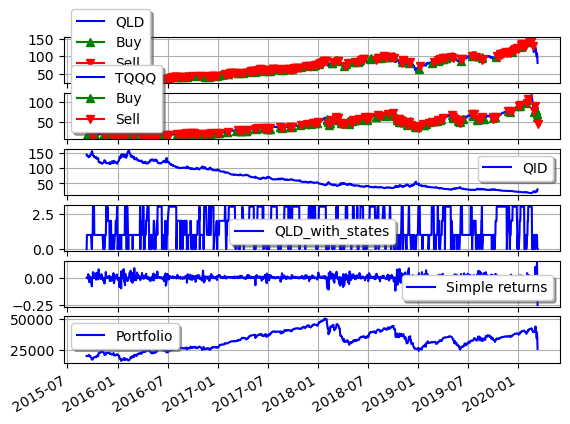 QLD
Buy
Sell
150
100
50
TQQQ
Buy
Sell
100
50
QID
150
100
50
QLD_with_states
2.5
0.0
Simple returns
0.00
−0.25
Portfolio
50000
25000
2015-07 2016-01 2016-07 2017-01 2017-07 2018-01 2018-07 2019-01 2019-07 2020-01